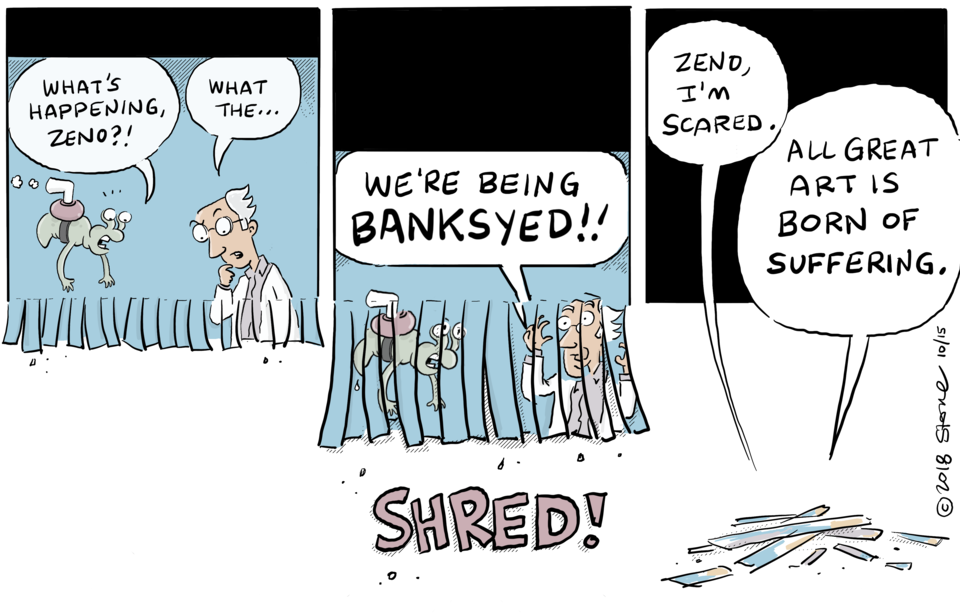 WHAT'S
HAPPENING,
ZENO?!
WHAT
THE...
WE'RE BEING
BANKSYED!!
SHRED!
ZENO,
I'M
SCARED.
ALL GREAT
ART IS
BORN OF
SUFFERING.
©2018 Stone 10/15